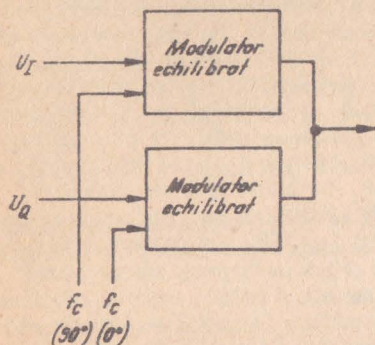 Modulator
echilibrat
U_I
Modulator
echilibrat
U_Q
f_c f_c
(90°) (0°)